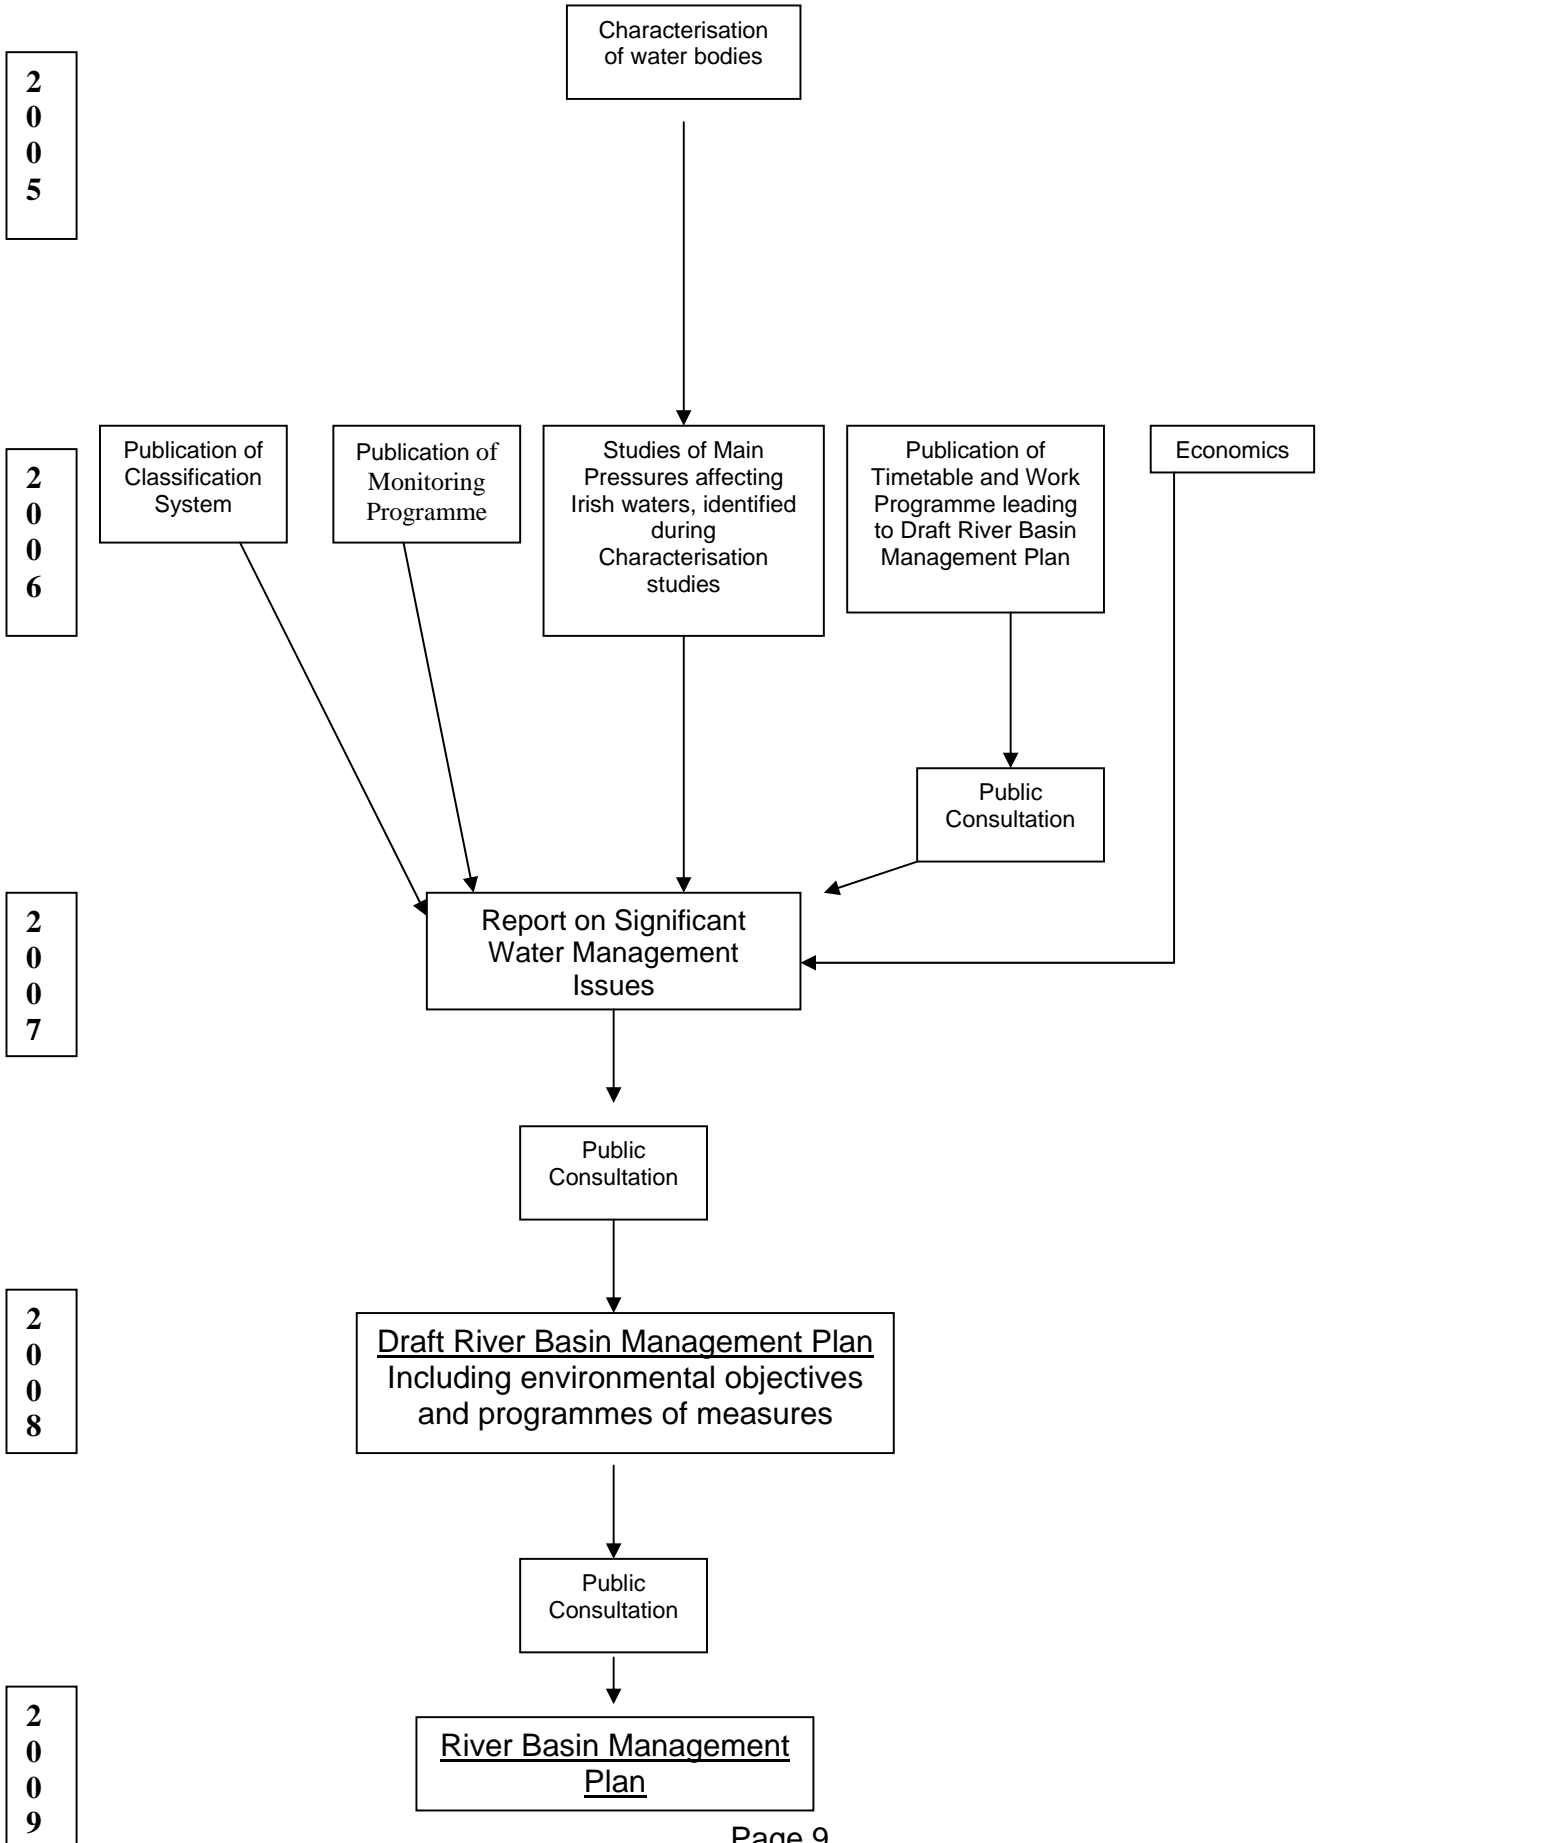 Characterisation
of water bodies
2
0
0
5
Publication of
Classification
System
Publication of
Monitoring
Programme
Studies of Main
Pressures affecting
Irish waters, identified
during
Characterisation
studies
Publication of
Timetable and Work
Programme leading
to Draft River Basin
Management Plan
Economics
2
0
0
6
Public
Consultation
2
0
0
7
Report on Significant
Water Management
Issues
Public
Consultation
2
0
0
8
Draft River Basin Management Plan
Including environmental objectives
and programmes of measures
Public
Consultation
2
0
0
9
River Basin Management
Plan
Page 9